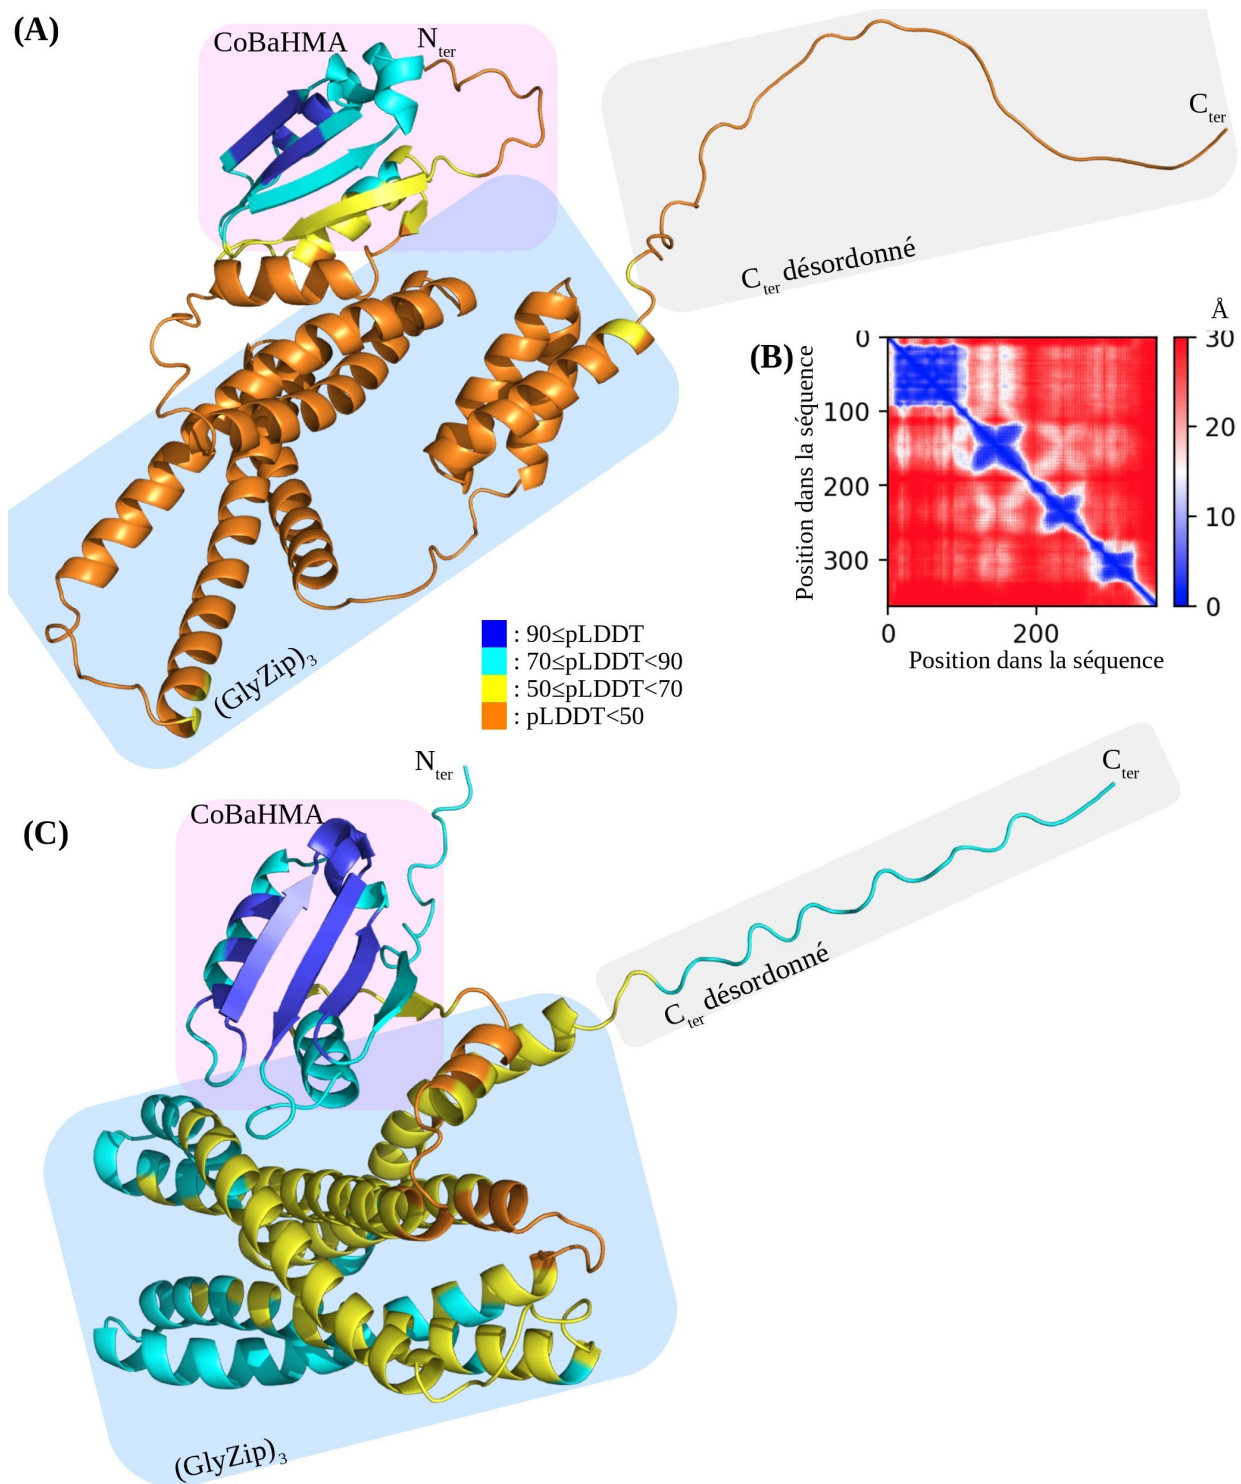 (A)
CoBaHMA
Nter
Cter
Cter désordonné
(GlyZip)3
(B)
Å
Position dans la séquence
0
100
200
300
0
200
Position dans la séquence
30
20
10
0
: 90≤pLDDT
: 70≤pLDDT<90
: 50≤pLDDT<70
: pLDDT<50
(C)
CoBaHMA
Nter
Cter
Cter désordonné
(GlyZip)3